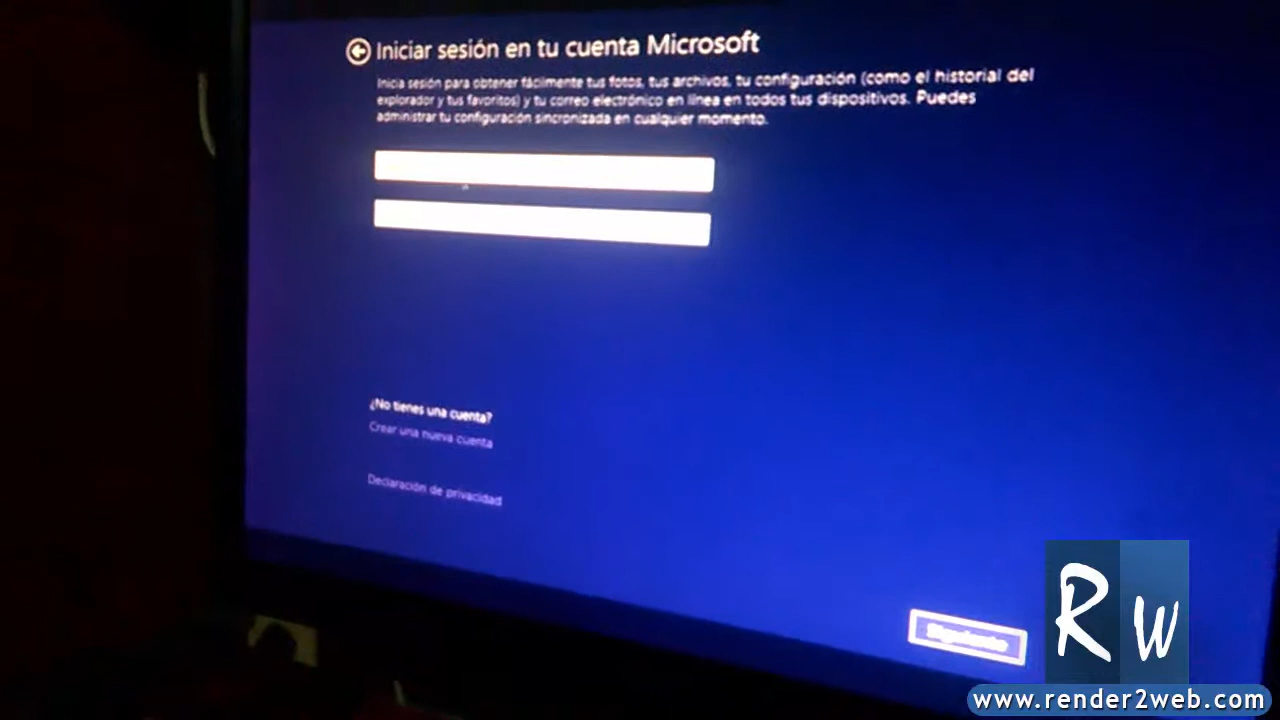 Iniciar sesión en tu cuenta Microsoft
Inicia sesión para obtener fácilmente tus fotos, tus archivos, tu configuración (como el historial del
explorador y tus favoritos) y tu correo electrónico en línea en todos tus dispositivos. Puedes
administrar tu configuración sincronizada en cualquier momento.
¿No tienes una cuenta?
Crear una nueva cuenta
Declaración de privacidad
Siguiente
RW
www.render2web.com